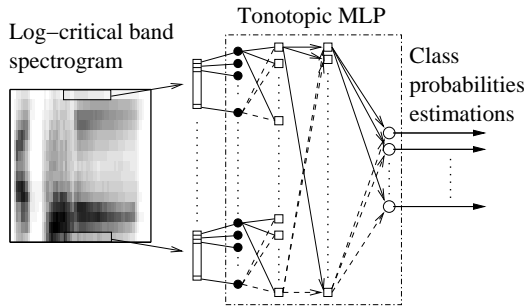 Tonotopic MLP
Log−critical band
spectrogram
Class
probabilities
estimations